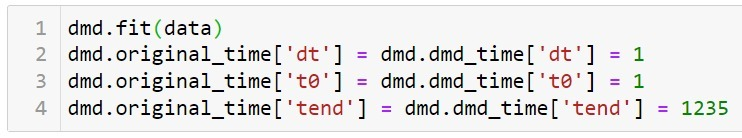 1 dmd.fit(data)
2 dmd.original_time['dt'] = dmd.dmd_time['dt'] = 1
3 dmd.original_time['t0'] = dmd.dmd_time['t0'] = 1
4 dmd.original_time['tend'] = dmd.dmd_time['tend'] = 1235